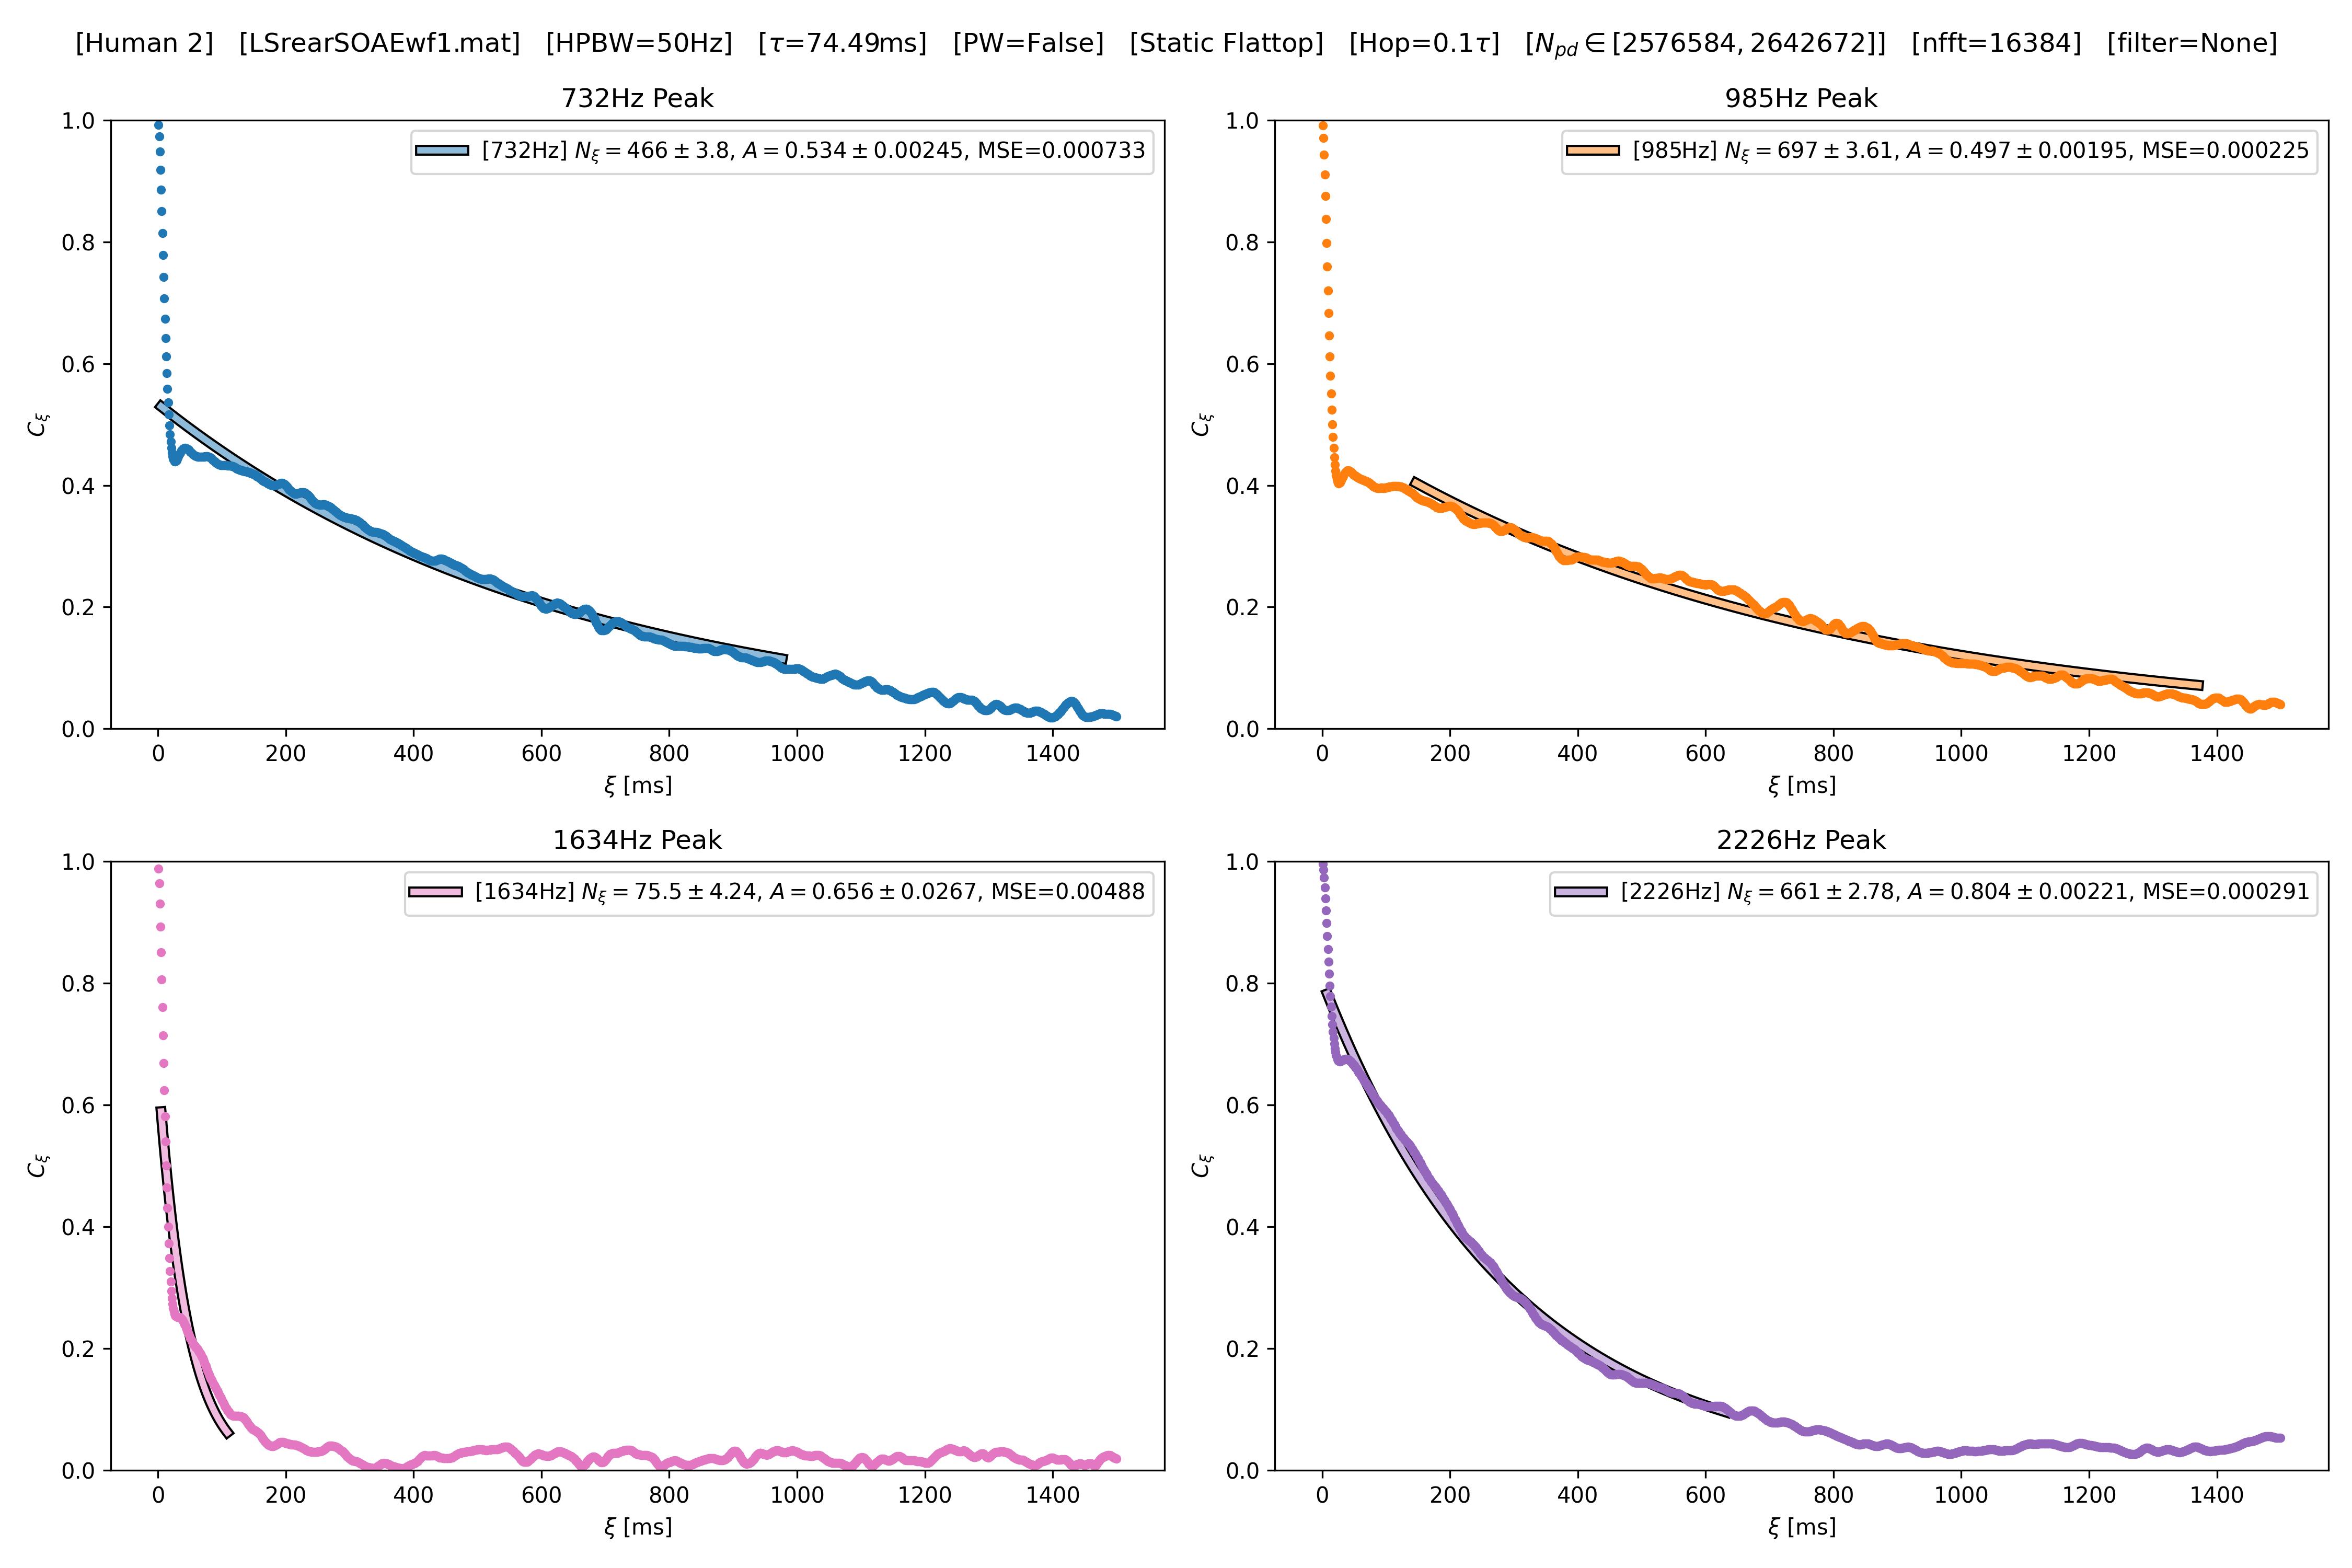 [Human 2] [LSrearSOAEwf1.mat] [HPBW=50Hz] [τ=74.49ms] [PW=False] [Static Flattop] [Hop=0.1τ] [N_pd ∈ [2576584, 2642672]] [nfft=16384] [filter=None]
732Hz Peak
[732Hz] N_ξ = 466 ± 3.8, A = 0.534 ± 0.00245, MSE=0.000733
1.0
0.8
0.6
0.4
0.2
0.0
C_ξ
0 200 400 600 800 1000 1200 1400
ξ [ms]
985Hz Peak
[985Hz] N_ξ = 697 ± 3.61, A = 0.497 ± 0.00195, MSE=0.000225
1.0
0.8
0.6
0.4
0.2
0.0
C_ξ
0 200 400 600 800 1000 1200 1400
ξ [ms]
1634Hz Peak
[1634Hz] N_ξ = 75.5 ± 4.24, A = 0.656 ± 0.0267, MSE=0.00488
1.0
0.8
0.6
0.4
0.2
0.0
C_ξ
0 200 400 600 800 1000 1200 1400
ξ [ms]
2226Hz Peak
[2226Hz] N_ξ = 661 ± 2.78, A = 0.804 ± 0.00221, MSE=0.000291
1.0
0.8
0.6
0.4
0.2
0.0
C_ξ
0 200 400 600 800 1000 1200 1400
ξ [ms]